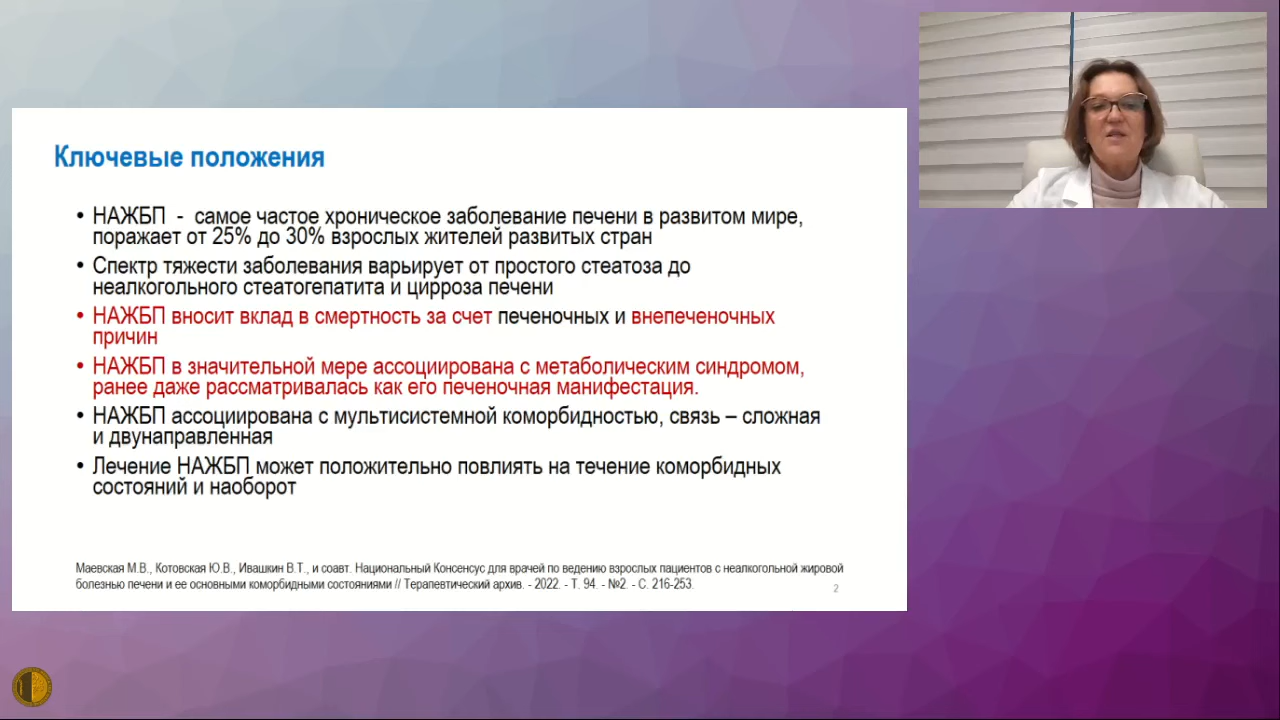 Ключевые положения
• НАЖБП - самое частое хроническое заболевание печени в развитом мире,
поражает от 25% до 30% взрослых жителей развитых стран
• Спектр тяжести заболевания варьирует от простого стеатоза до
неалкогольного стеатогепатита и цирроза печени
• НАЖБП вносит вклад в смертность за счет печеночных и внепеченочных
причин
• НАЖБП в значительной мере ассоциирована с метаболическим синдромом,
ранее даже рассматривалась как его печеночная манифестация.
• НАЖБП ассоциирована с мультисистемной коморбидностью, связь – сложная
и двунаправленная
• Лечение НАЖБП может положительно повлиять на течение коморбидных
состояний и наоборот
Маевская М.В., Котовская Ю.В., Ивашкин В.Т., и соавт. Национальный Консенсус для врачей по ведению взрослых пациентов с неалкогольной жировой
болезнью печени и ее основными коморбидными состояниями // Терапевтический архив. - 2022. - Т. 94. - №2. - С. 216-253.
2